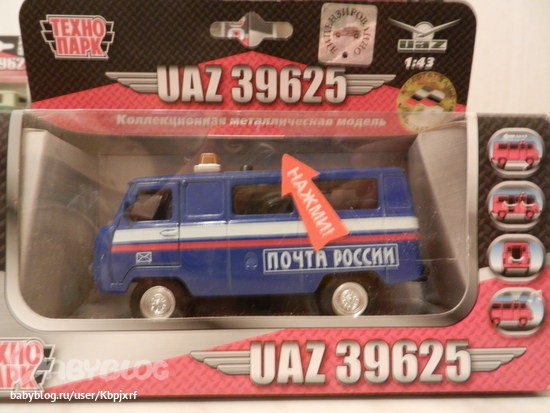 ТЕХНО
ПАРК
UAZ
1:43
UAZ 39625
Коллекционная металлическая модель
НАЖМИ!
ПОЧТА РОССИИ
ТЕХНО
ПАРК
BABYBLOG
UAZ 39625
babyblog.ru/user/Kbpjxrf